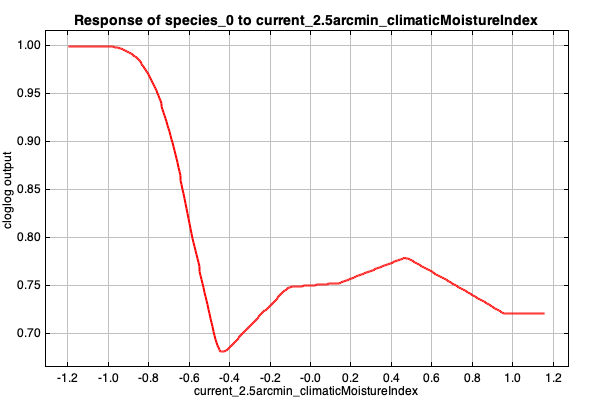 Response of species_0 to current_2.5arcmin_climaticMoistureIndex
1.00
0.95
0.90
0.85
0.80
0.75
0.70
cloglog output
-1.2 -1.0 -0.8 -0.6 -0.4 -0.2 -0.0 0.2 0.4 0.6 0.8 1.0 1.2
current_2.5arcmin_climaticMoistureIndex